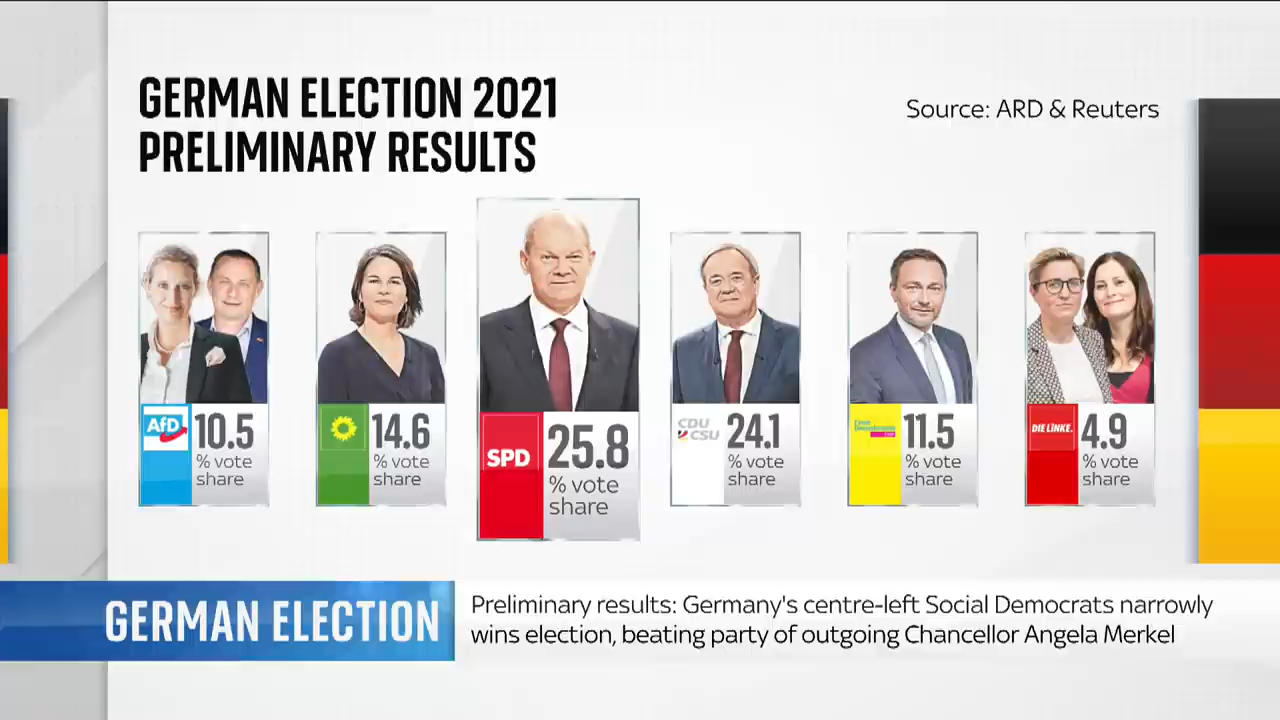 GERMAN ELECTION 2021
PRELIMINARY RESULTS
Source: ARD & Reuters
AfD
10.5
% vote
share
14.6
% vote
share
SPD
25.8
% vote
share
CDU
CSU
24.1
% vote
share
11.5
% vote
share
DIE LINKE.
4.9
% vote
share
GERMAN ELECTION
Preliminary results: Germany's centre-left Social Democrats narrowly
wins election, beating party of outgoing Chancellor Angela Merkel